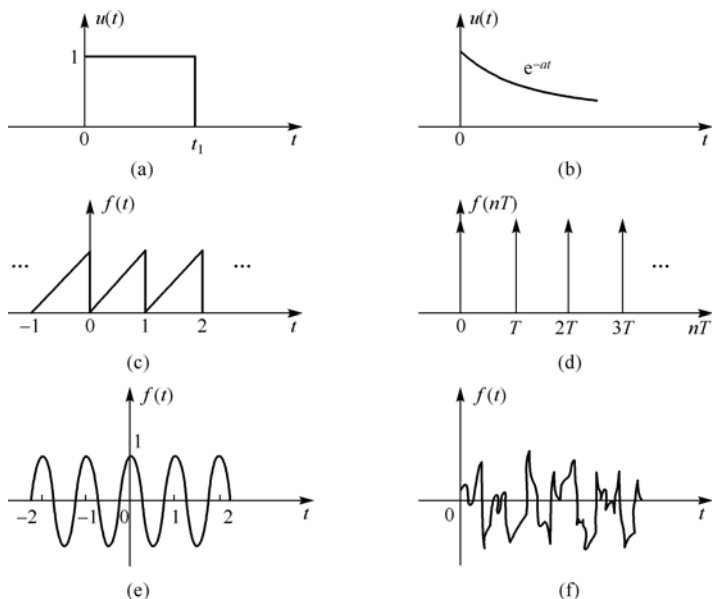 u(t)
1
0
t₁
t
(a)
u(t)
e⁻ᵃᵗ
0
t
(b)
f(t)
...
...
−1
0
1
2
t
(c)
f(nT)
...
0
T
2T
3T
nT
(d)
f(t)
1
−2
−1
0
1
2
t
(e)
f(t)
0
t
(f)